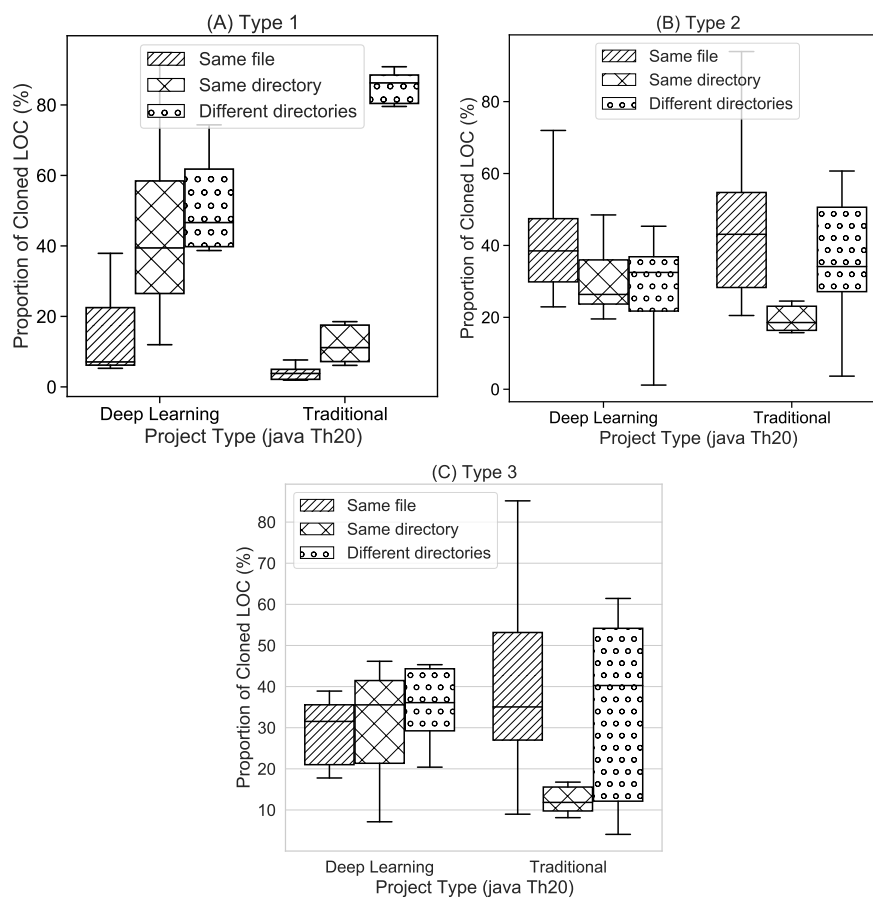 (A) Type 1
Same file
Same directory
Different directories
80
60
40
20
0
Proportion of Cloned LOC (%)
Deep Learning
Traditional
Project Type (java Th20)
(B) Type 2
Same file
Same directory
Different directories
80
60
40
20
0
Proportion of Cloned LOC (%)
Deep Learning
Traditional
Project Type (java Th20)
(C) Type 3
Same file
Same directory
Different directories
80
70
60
50
40
30
20
10
Proportion of Cloned LOC (%)
Deep Learning
Traditional
Project Type (java Th20)